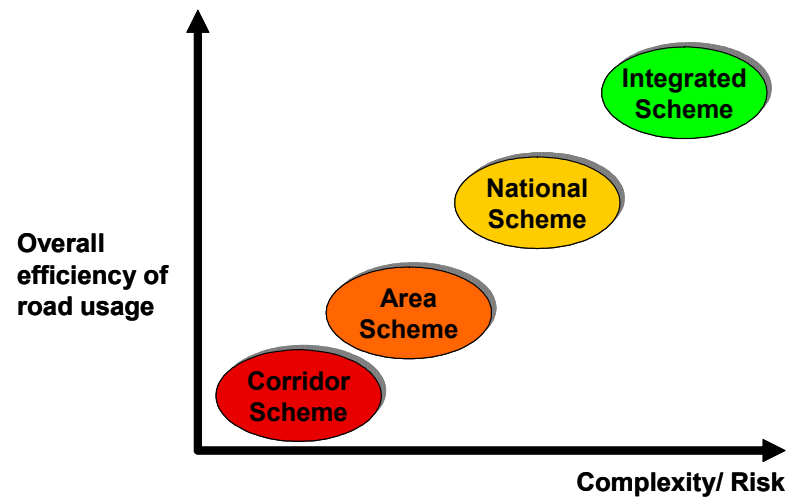 Integrated
Scheme
National
Scheme
Overall
efficiency of
road usage
Area
Scheme
Corridor
Scheme
Complexity/ Risk